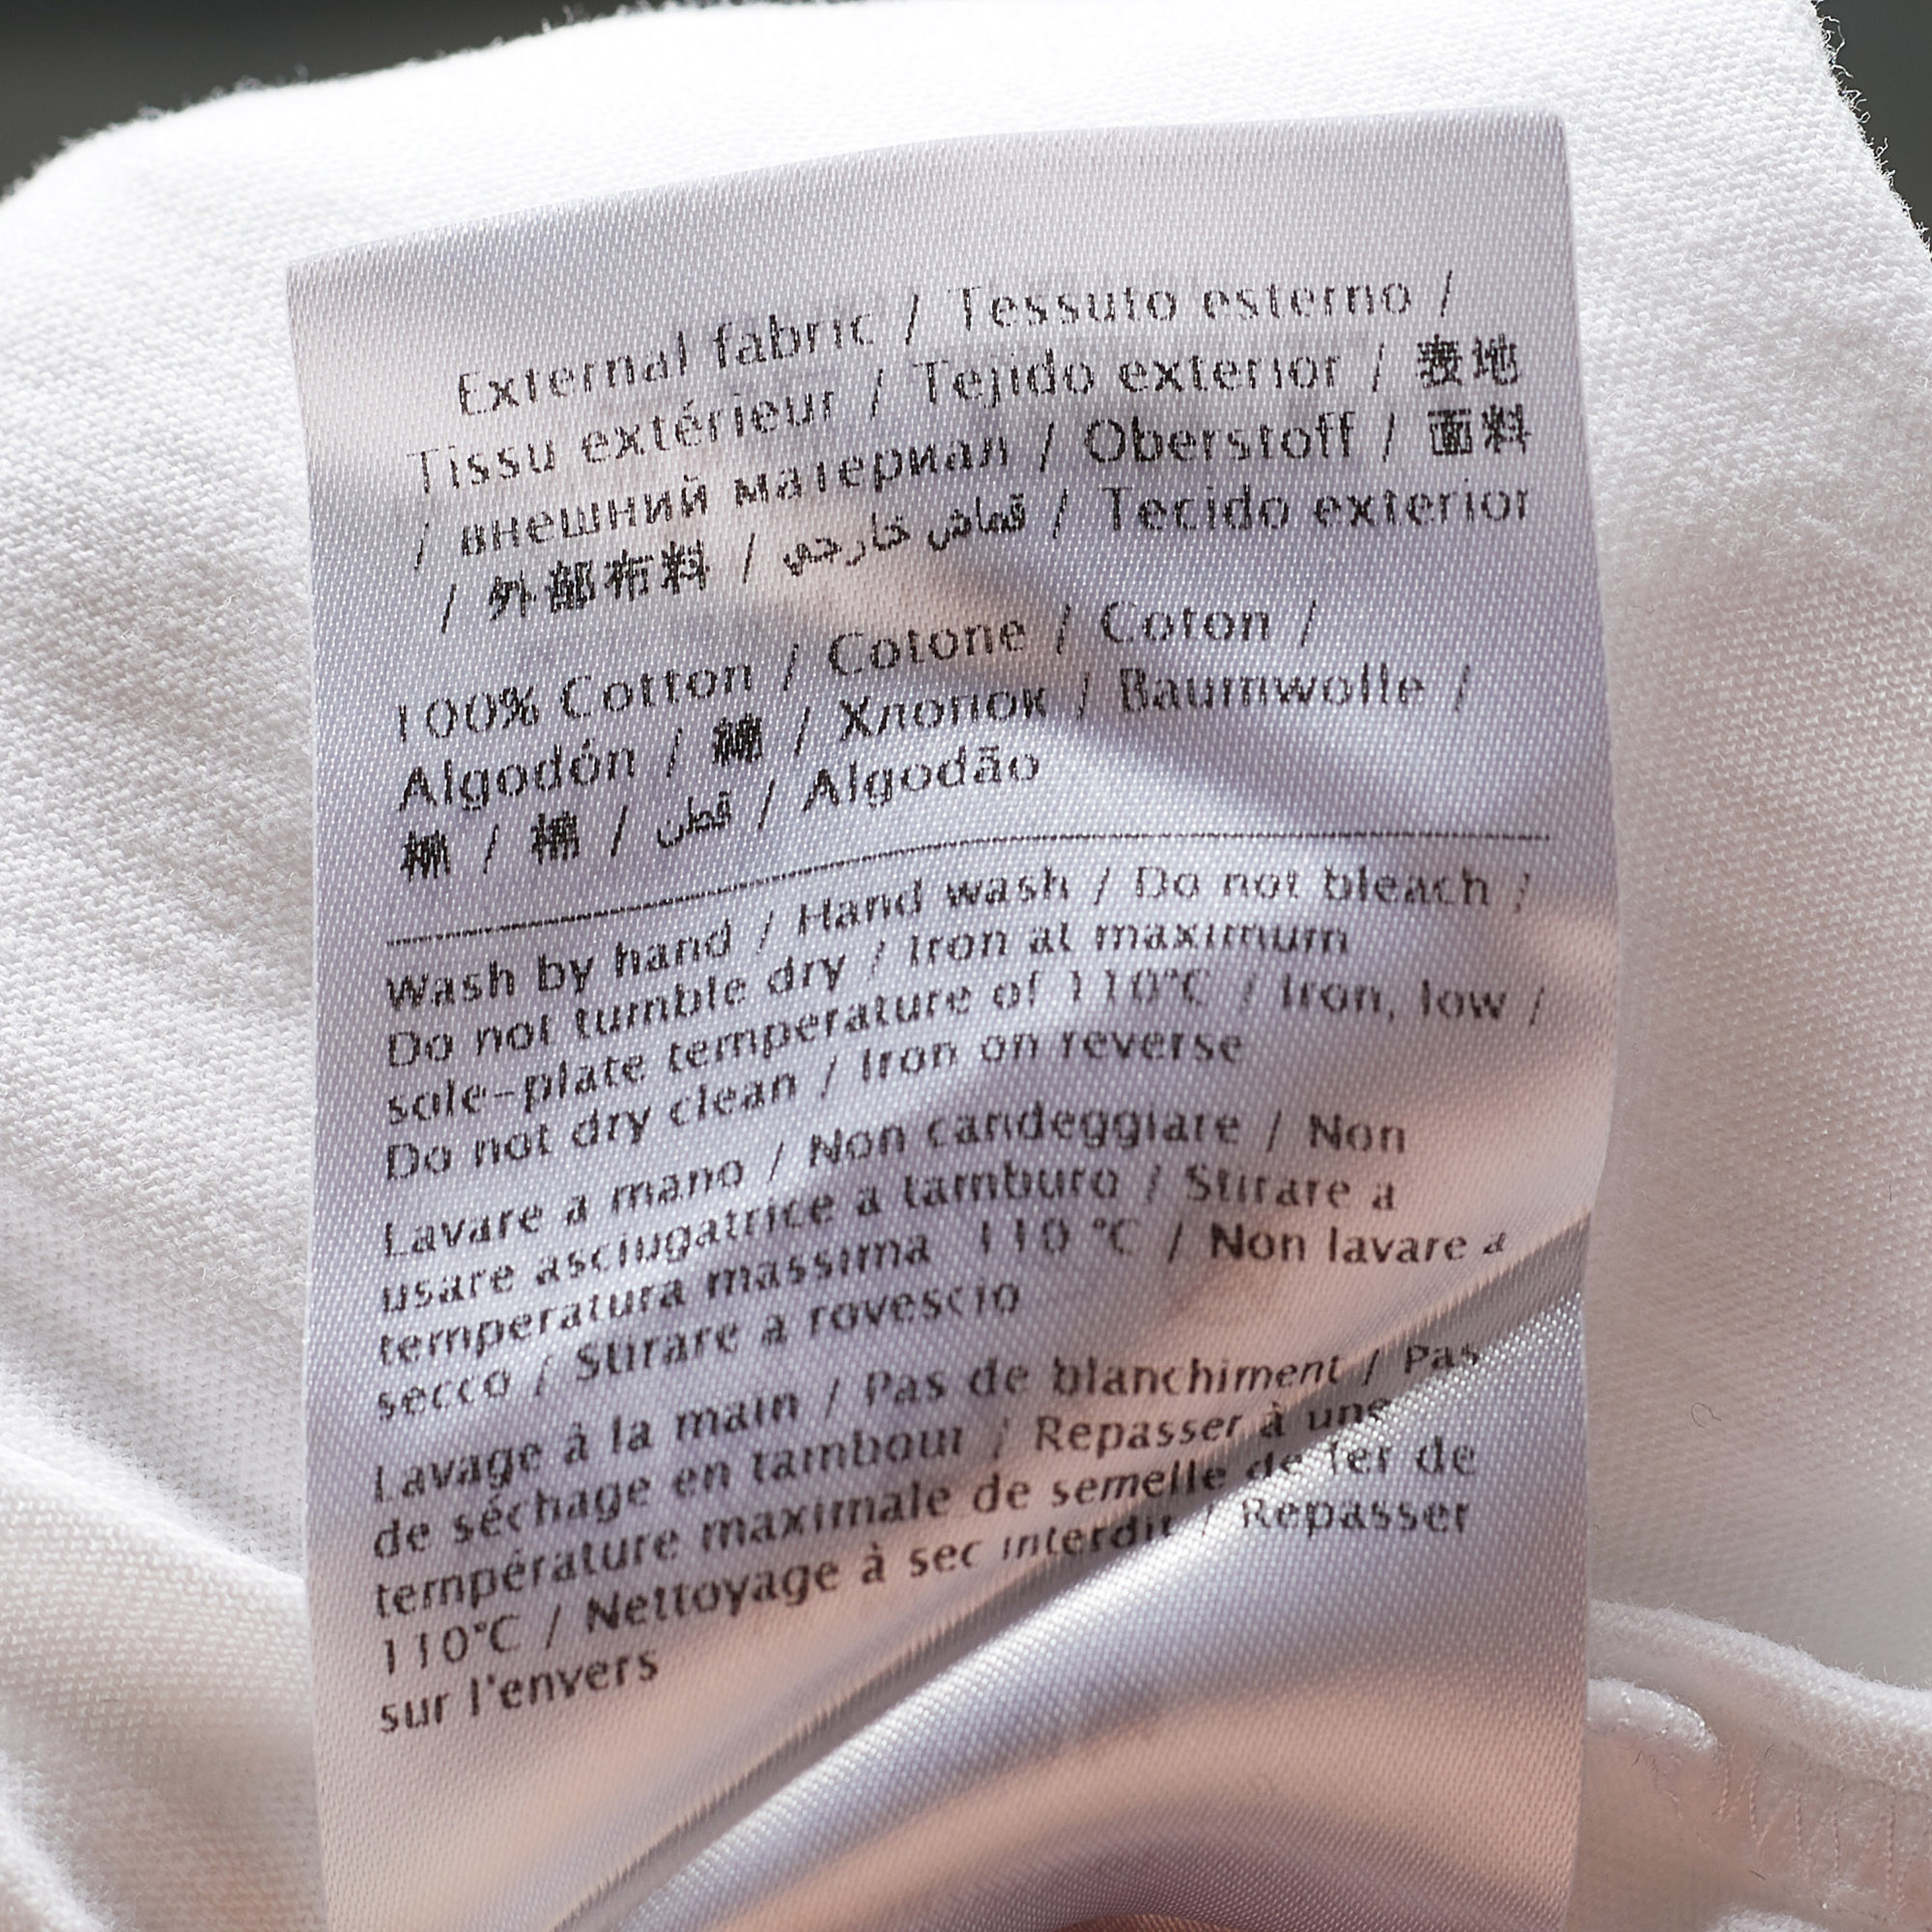 External fabric / Tessuto esterno /
Tissu extérieur / Tejido exterior / 表地
/ внешний материал / Oberstoff / 面料
/ 外部布料 / قماش خارجي / Tecido exterior
100% Cotton / Cotone / Coton /
Algodón / 綿 / Хлопок / Baumwolle /
棉 / 棉 / قطن / Algodão
Wash by hand / Hand wash / Do not bleach /
Do not tumble dry / Iron at maximum
sole-plate temperature of 110°C / Iron, low /
Do not dry clean / Iron on reverse
Lavare a mano / Non candeggiare / Non
usare asciugatrice a tamburo / Stirare a
temperatura massima 110 °C / Non lavare a
secco / Stirare a rovescio
Lavage à la main / Pas de blanchiment / Pas
de séchage en tambour / Repasser à une
température maximale de semelle de fer de
110°C / Nettoyage à sec interdit / Repasser
sur l'envers